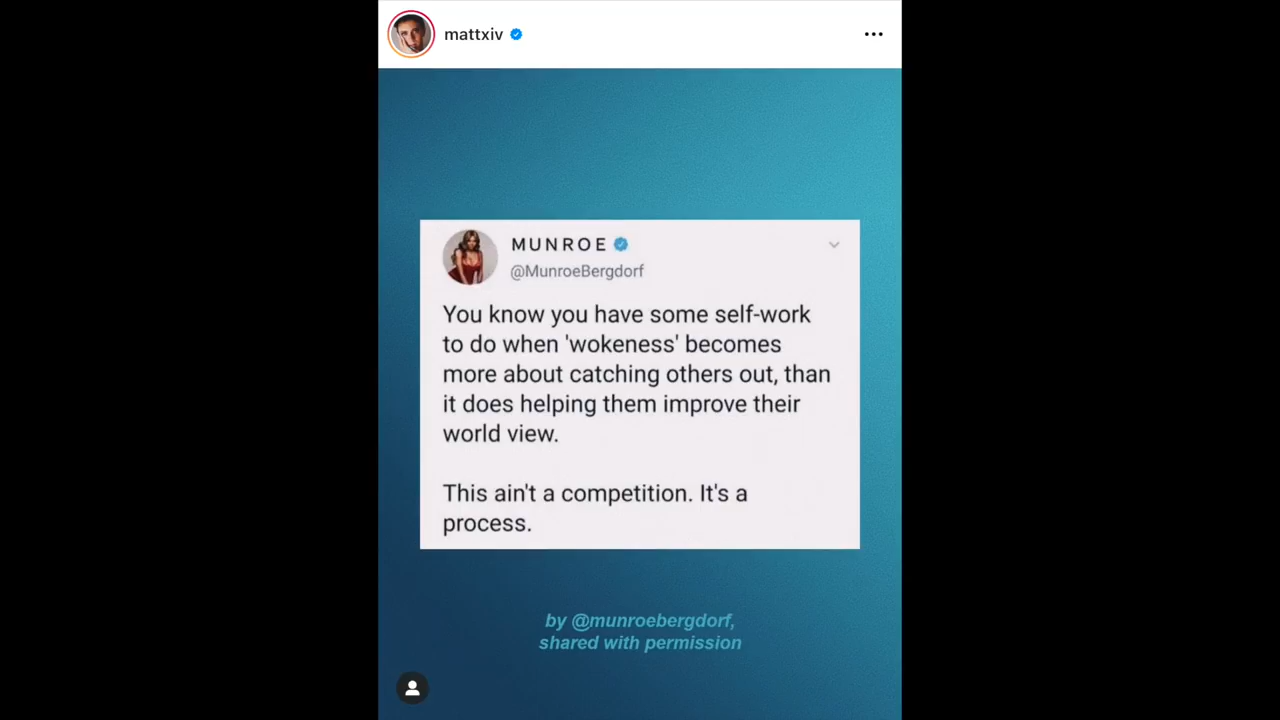 mattxiv
MUNROE
@MunroeBergdorf
You know you have some self-work
to do when 'wokeness' becomes
more about catching others out, than
it does helping them improve their
world view.
This ain't a competition. It's a
process.
by @munroebergdorf,
shared with permission